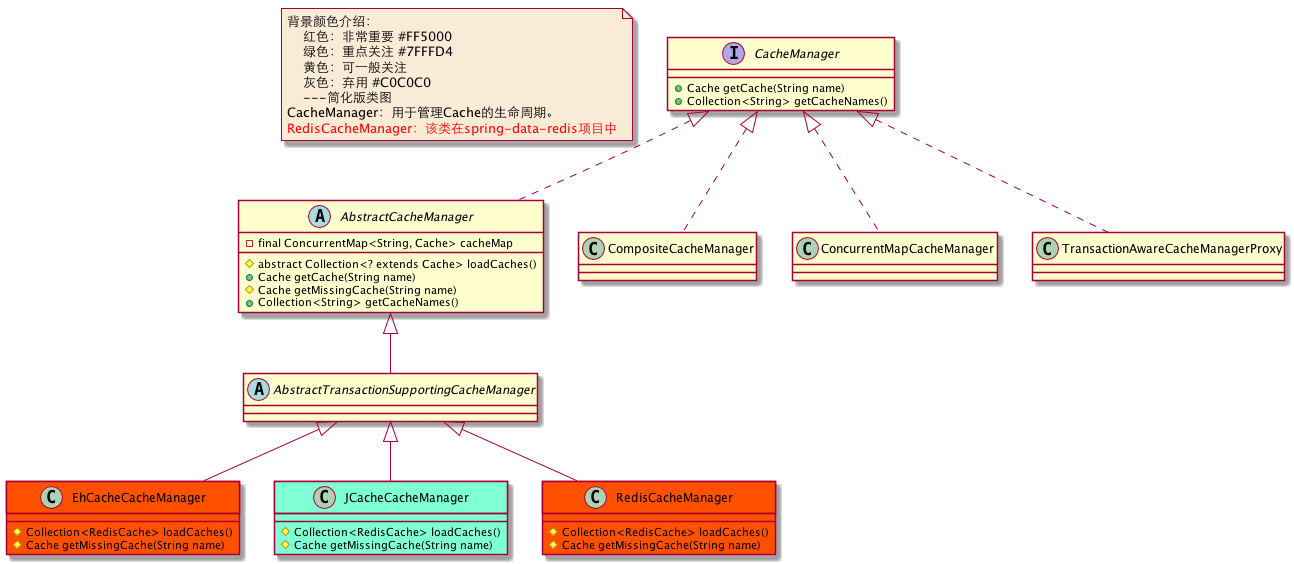 背景颜色介绍：
红色：非常重要 #FF5000
绿色：重点关注 #7FFFD4
黄色：可一般关注
灰色：弃用 #C0C0C0
---简化版类图
CacheManager：用于管理Cache的生命周期。
RedisCacheManager：该类在spring-data-redis项目中
I CacheManager
Cache getCache(String name)
Collection<String> getCacheNames()
A AbstractCacheManager
final ConcurrentMap<String, Cache> cacheMap
abstract Collection<? extends Cache> loadCaches()
Cache getCache(String name)
Cache getMissingCache(String name)
Collection<String> getCacheNames()
C CompositeCacheManager
C ConcurrentMapCacheManager
C TransactionAwareCacheManagerProxy
A AbstractTransactionSupportingCacheManager
C EhCacheCacheManager
Collection<RedisCache> loadCaches()
Cache getMissingCache(String name)
C JCacheCacheManager
Collection<RedisCache> loadCaches()
Cache getMissingCache(String name)
C RedisCacheManager
Collection<RedisCache> loadCaches()
Cache getMissingCache(String name)